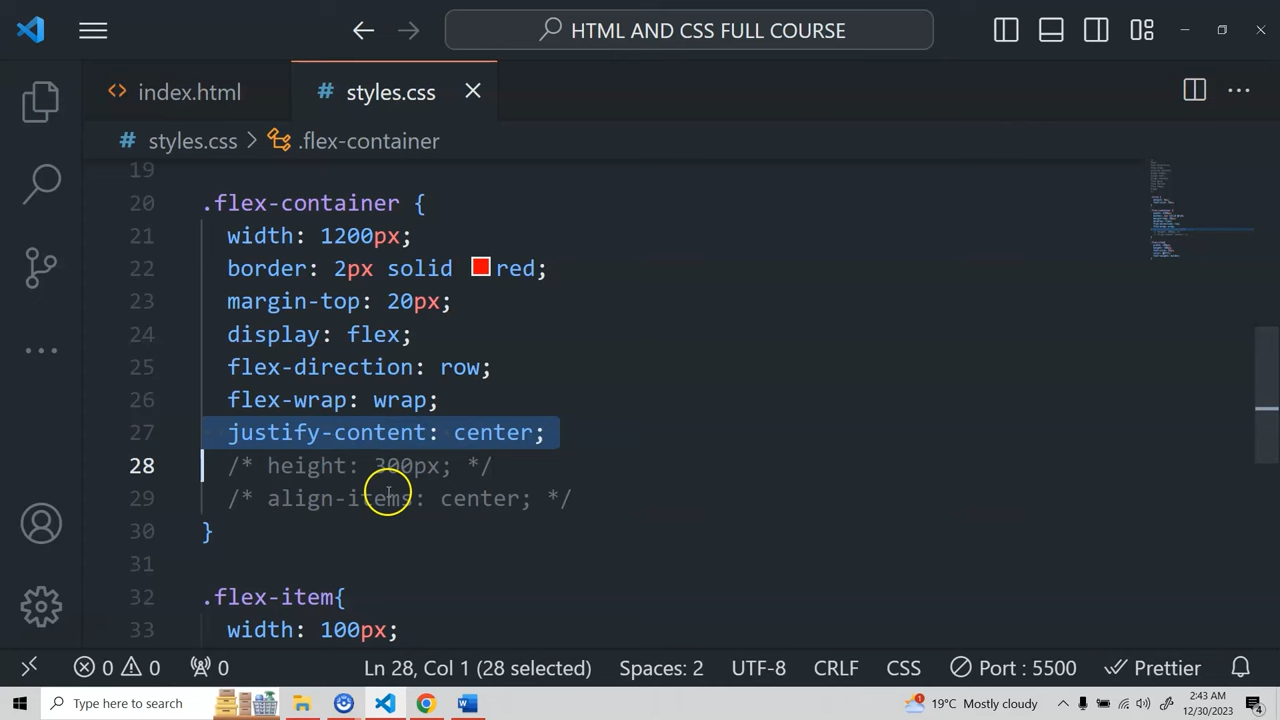 HTML AND CSS FULL COURSE
index.html
# styles.css
# styles.css > .flex-container
19
20 .flex-container {
21 width: 1200px;
22 border: 2px solid red;
23 margin-top: 20px;
24 display: flex;
25 flex-direction: row;
26 flex-wrap: wrap;
27 justify-content: center;
28 /* height: 300px; */
29 /* align-items: center; */
30 }
31
32 .flex-item{
33 width: 100px;
0 0 0 Ln 28, Col 1 (28 selected) Spaces: 2 UTF-8 CRLF CSS Port : 5500 Prettier
Type here to search
19°C Mostly cloudy
2:43 AM
12/30/2023
1
4